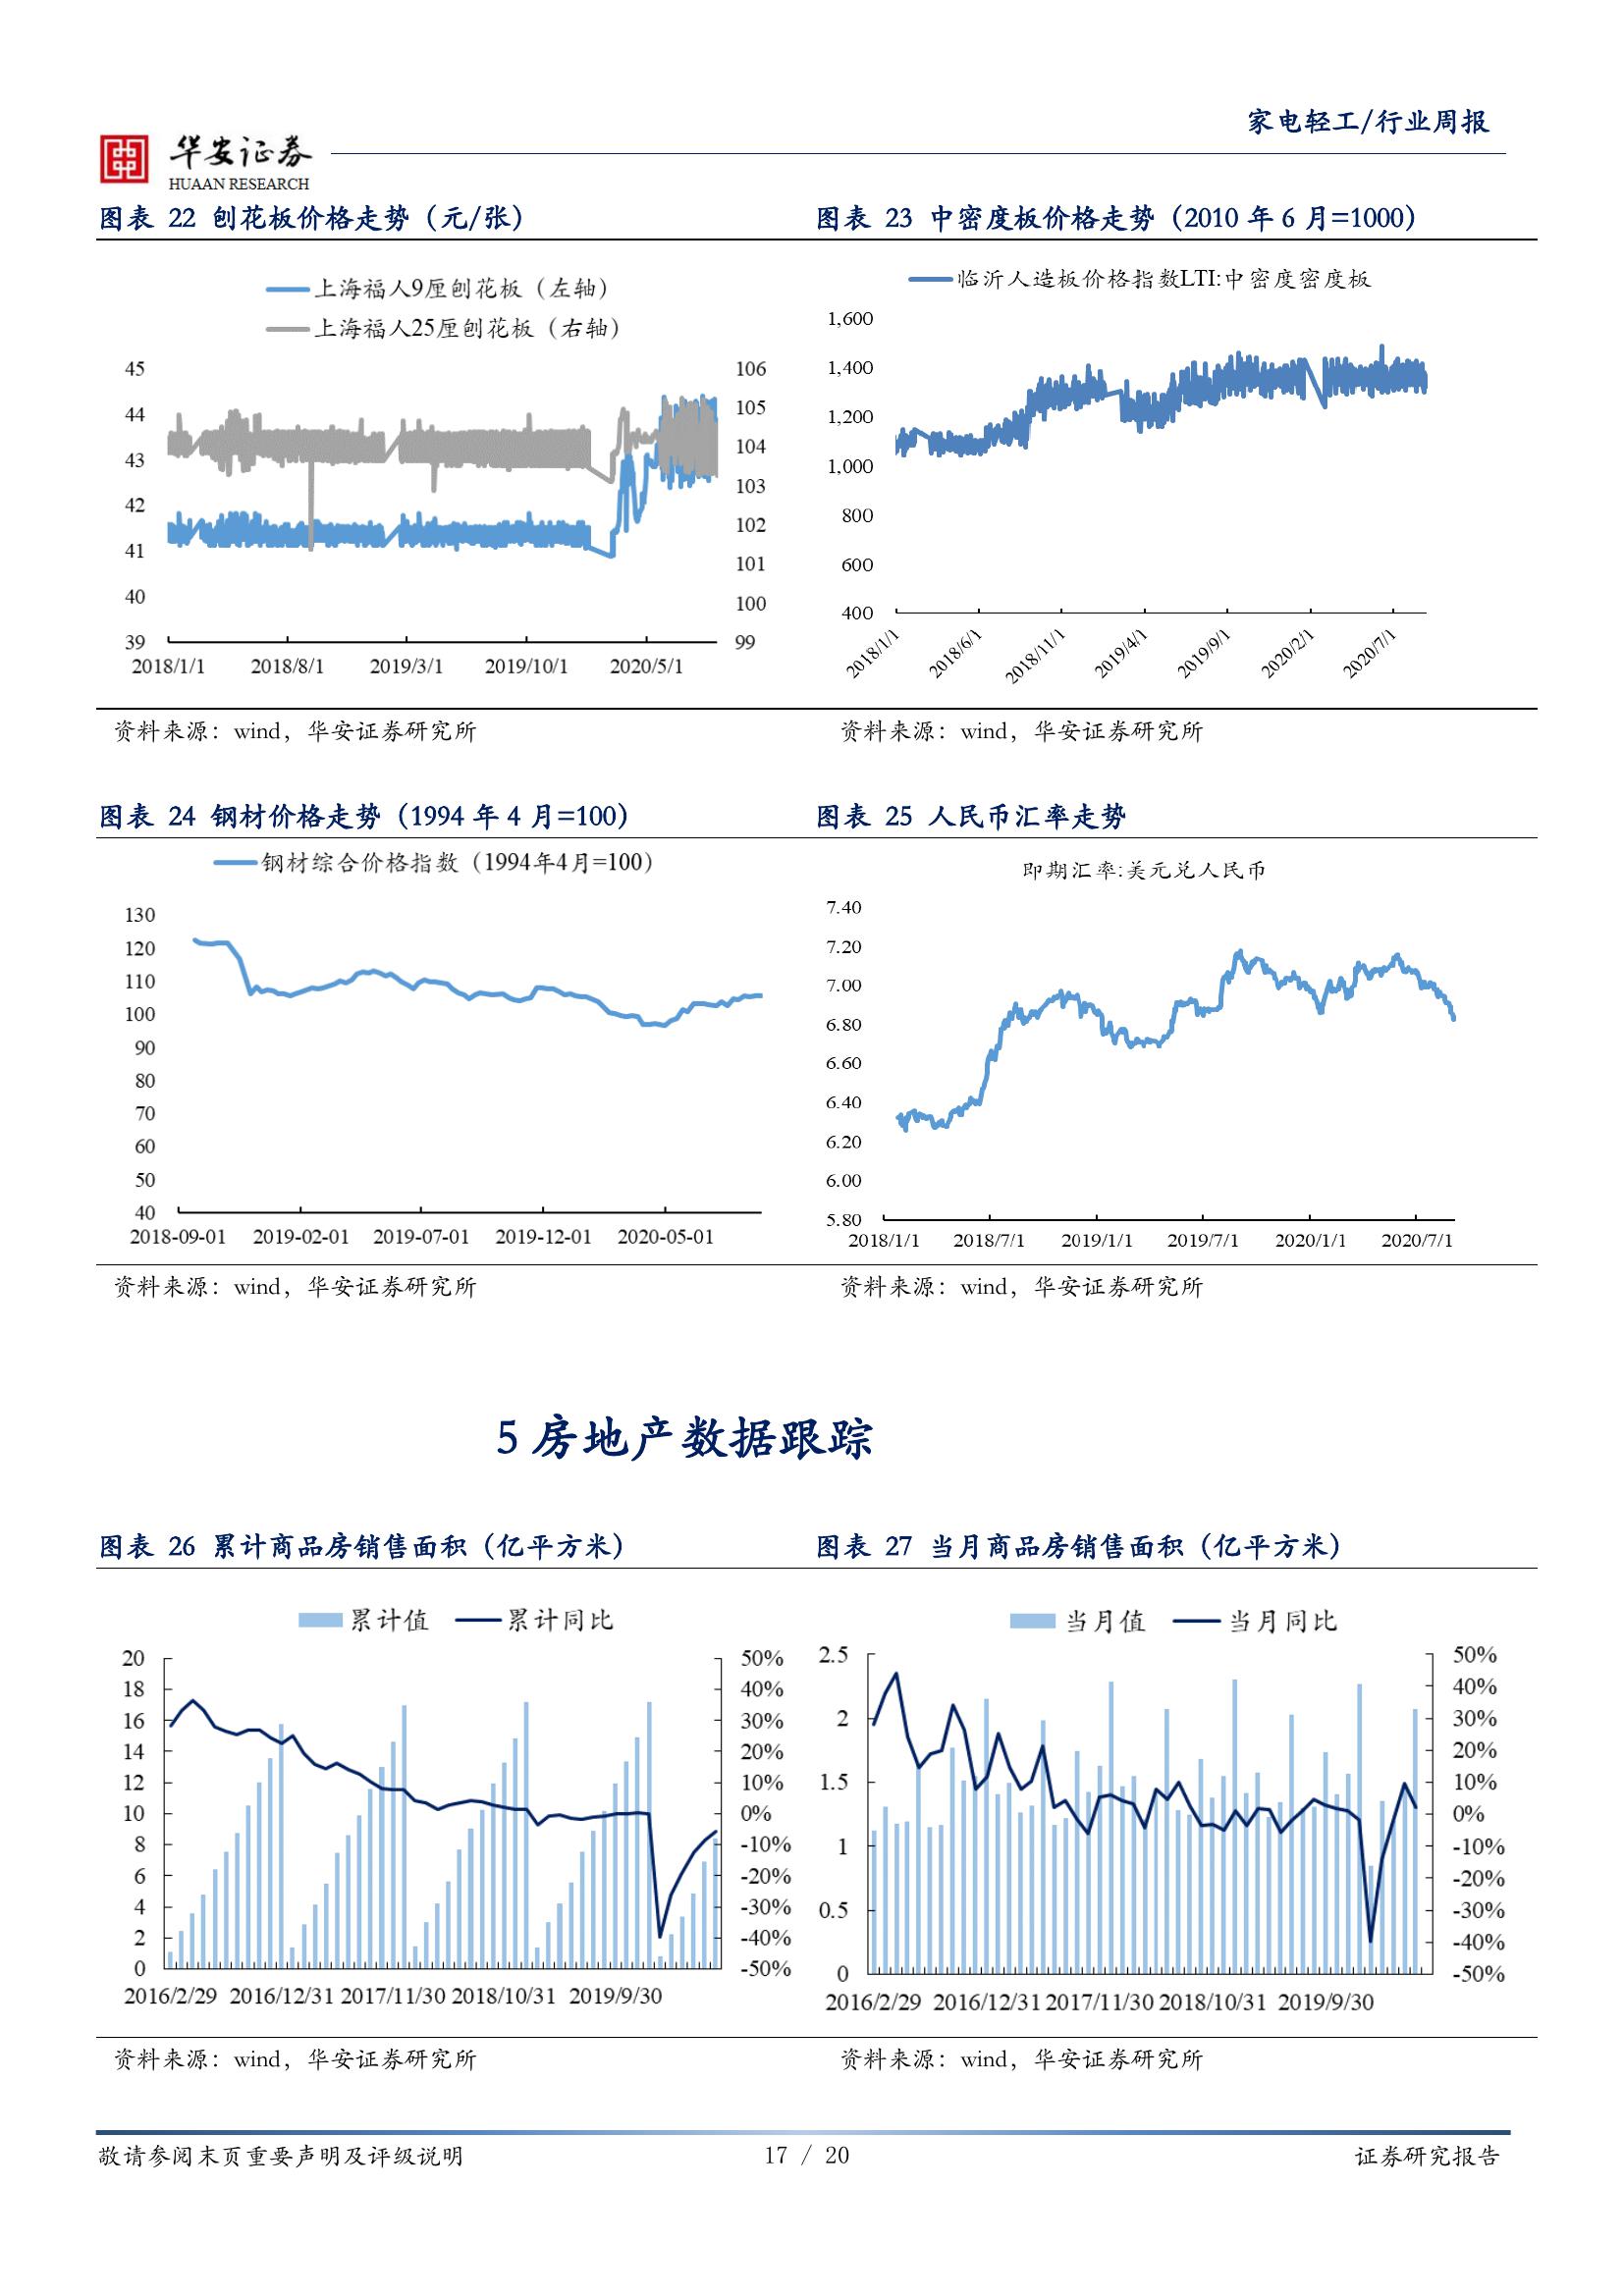 家电轻工/行业周报
华安证券
HUAAN RESEARCH
图表 22 刨花板价格走势（元/张）
上海福人9厘刨花板（左轴）
上海福人25厘刨花板（右轴）
45
44
43
42
41
40
39
106
105
104
103
102
101
100
99
2018/1/1 2018/8/1 2019/3/1 2019/10/1 2020/5/1
资料来源：wind，华安证券研究所
图表 23 中密度板价格走势（2010 年 6 月=1000）
临沂人造板价格指数LTI:中密度密度板
1,600
1,400
1,200
1,000
800
600
400
2018/1/1 2018/6/1 2018/11/1 2019/4/1 2019/9/1 2020/2/1 2020/7/1
资料来源：wind，华安证券研究所
图表 24 钢材价格走势（1994 年 4 月=100）
钢材综合价格指数（1994年4月=100）
130
120
110
100
90
80
70
60
50
40
2018-09-01 2019-02-01 2019-07-01 2019-12-01 2020-05-01
资料来源：wind，华安证券研究所
图表 25 人民币汇率走势
即期汇率:美元兑人民币
7.40
7.20
7.00
6.80
6.60
6.40
6.20
6.00
5.80
2018/1/1 2018/7/1 2019/1/1 2019/7/1 2020/1/1 2020/7/1
资料来源：wind，华安证券研究所
5 房地产数据跟踪
图表 26 累计商品房销售面积（亿平方米）
累计值 累计同比
20
18
16
14
12
10
8
6
4
2
0
50%
40%
30%
20%
10%
0%
-10%
-20%
-30%
-40%
-50%
2016/2/29 2016/12/31 2017/11/30 2018/10/31 2019/9/30
资料来源：wind，华安证券研究所
图表 27 当月商品房销售面积（亿平方米）
当月值 当月同比
2.5
2
1.5
1
0.5
0
50%
40%
30%
20%
10%
0%
-10%
-20%
-30%
-40%
-50%
2016/2/29 2016/12/31 2017/11/30 2018/10/31 2019/9/30
资料来源：wind，华安证券研究所
敬请参阅末页重要声明及评级说明
17 / 20
证券研究报告